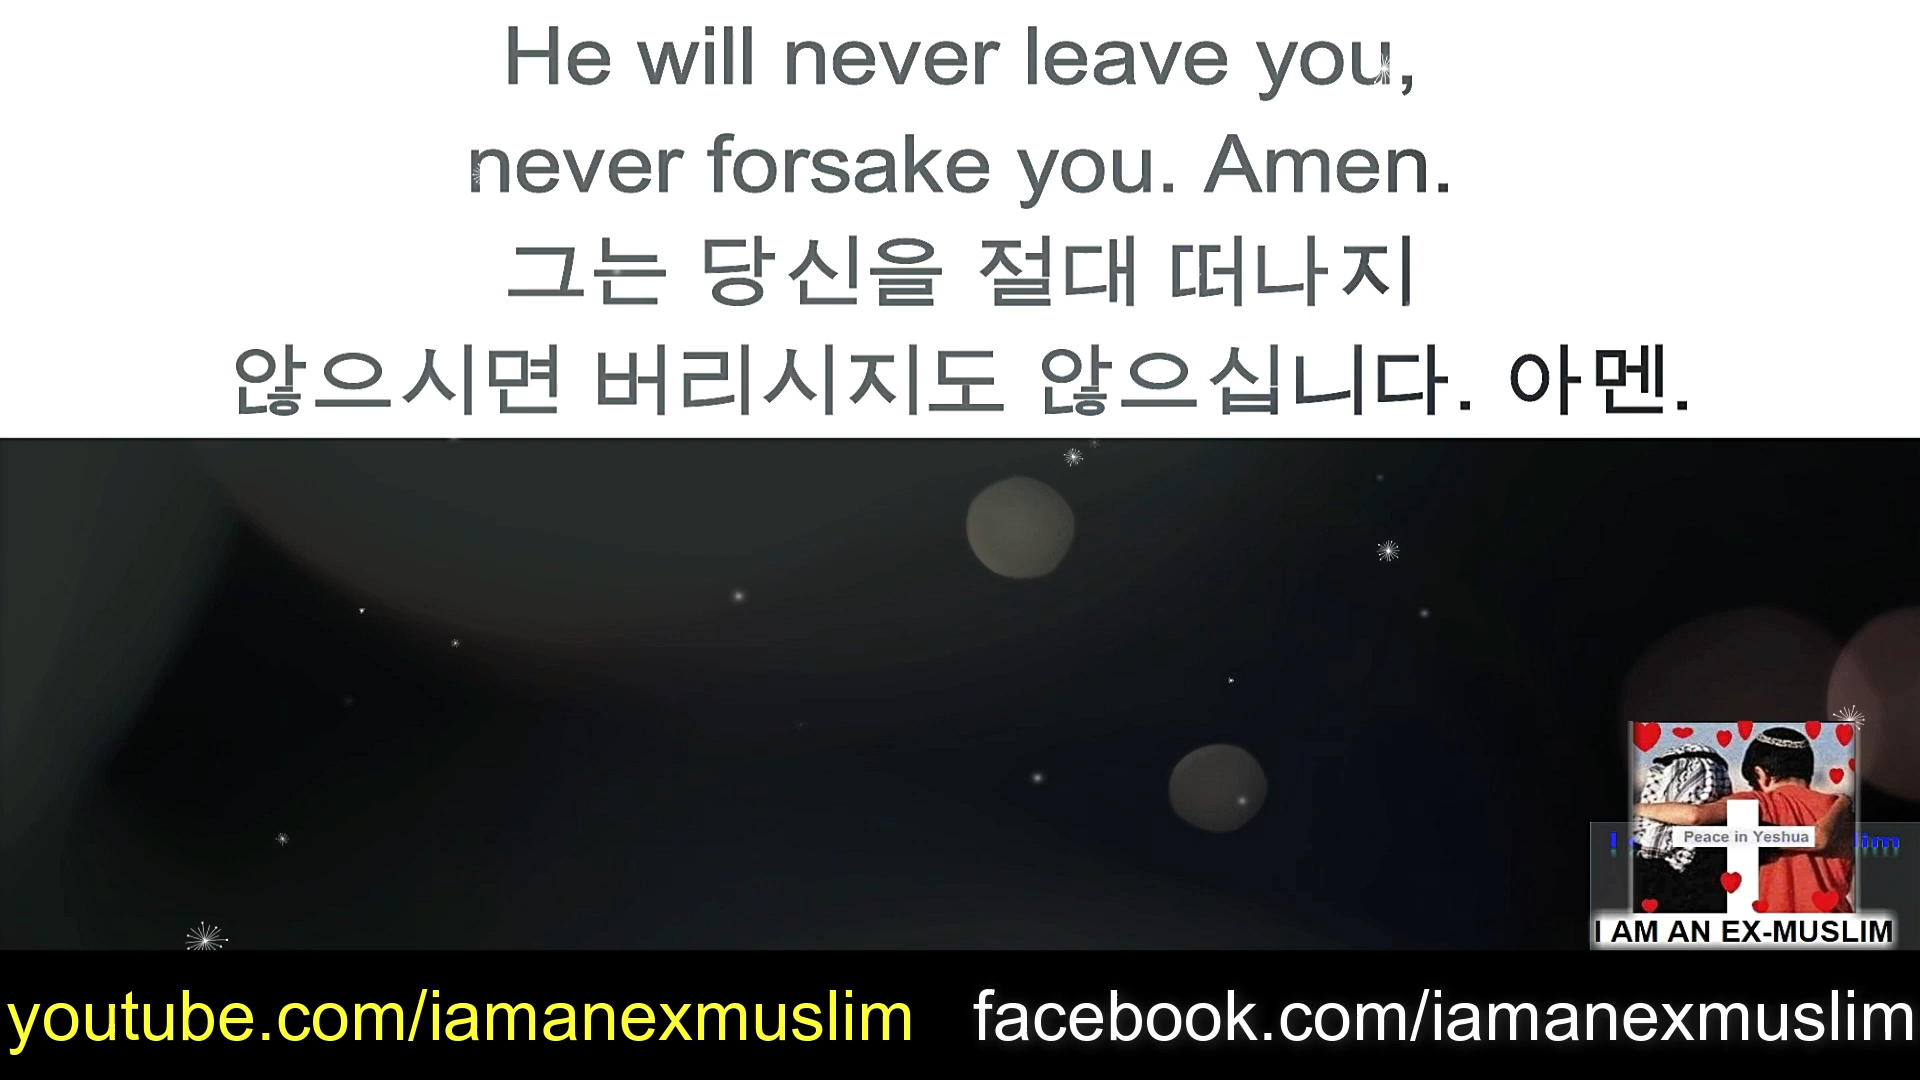 He will never leave you,
never forsake you. Amen.
그는 당신을 절대 떠나지
않으시면 버리시지도 않으십니다. 아멘.
Peace in Yeshua
lim
I AM AN EX-MUSLIM
youtube.com/iamanexmuslim facebook.com/iamanexmuslim